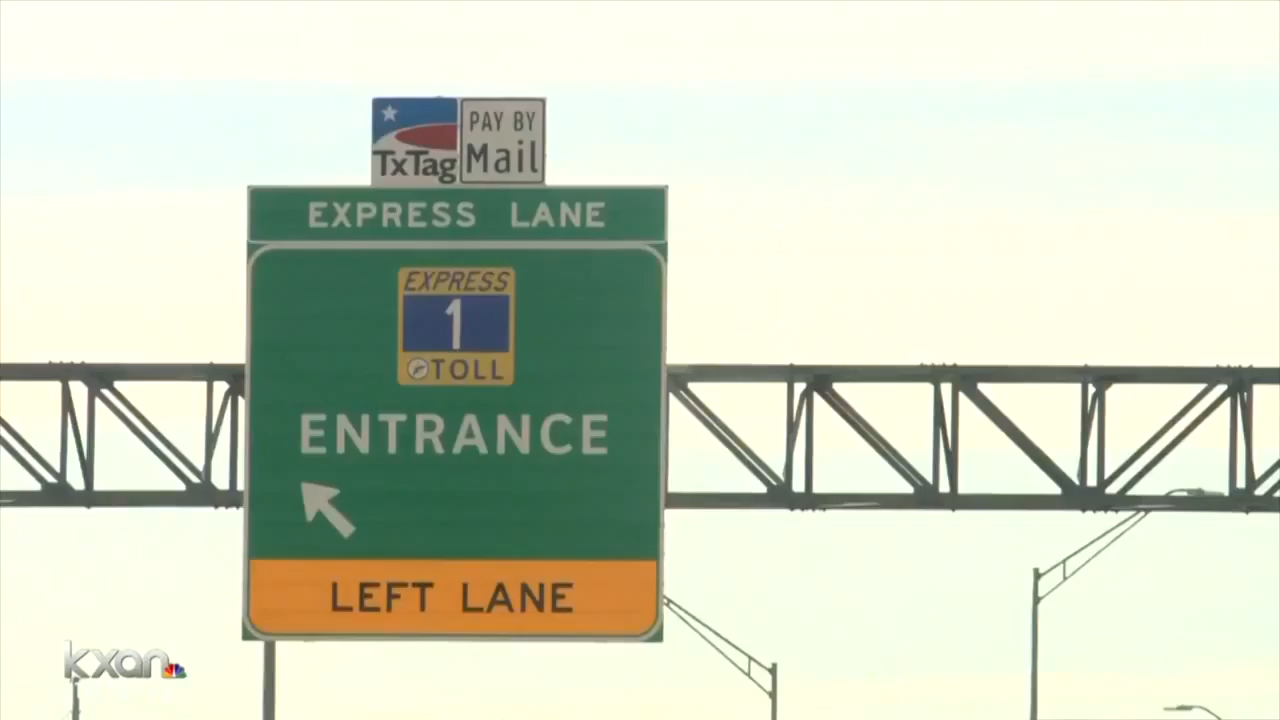 TxTag
PAY BY
Mail
EXPRESS LANE
EXPRESS
1
TOLL
ENTRANCE
LEFT LANE
kxan